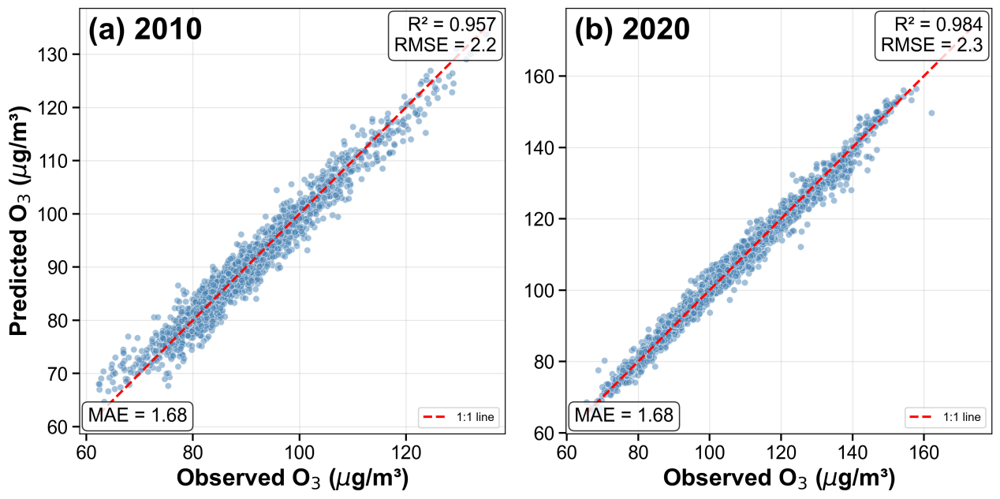 (a) 2010
R² = 0.957
RMSE = 2.2
130
120
110
100
90
80
70
60
Predicted O₃ (μg/m³)
MAE = 1.68
1:1 line
60 80 100 120
Observed O₃ (μg/m³)
(b) 2020
R² = 0.984
RMSE = 2.3
160
140
120
100
80
60
MAE = 1.68
1:1 line
60 80 100 120 140 160
Observed O₃ (μg/m³)